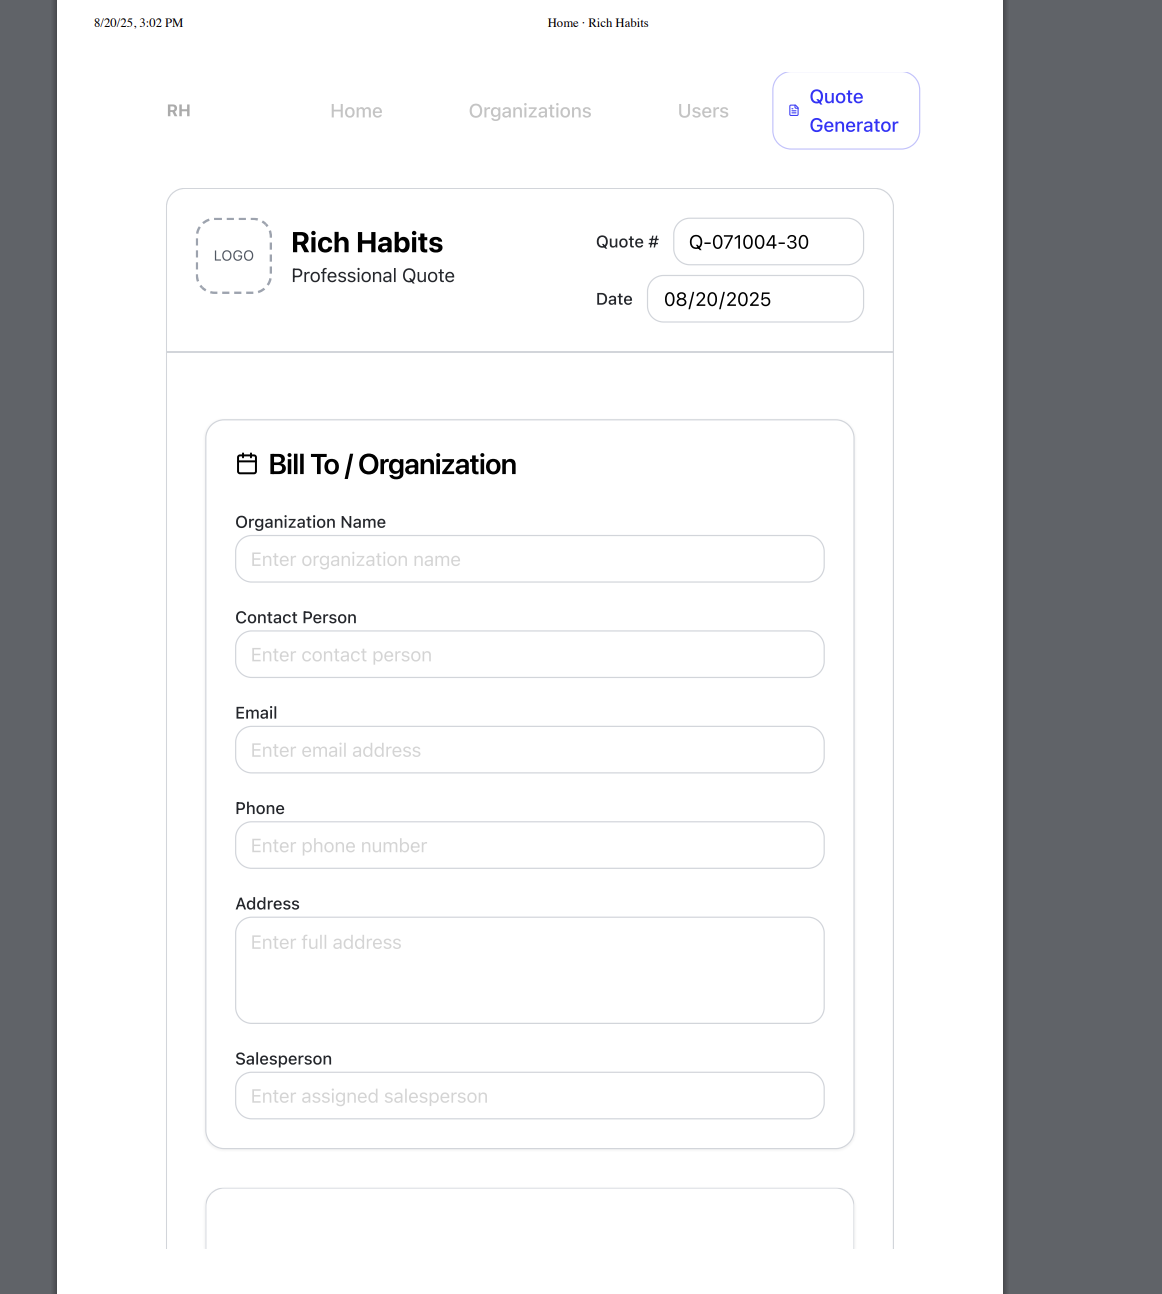 8/20/25, 3:02 PM
Home · Rich Habits
RH
Home
Organizations
Users
Quote
Generator
LOGO
Rich Habits
Professional Quote
Quote #
Q-071004-30
Date
08/20/2025
Bill To / Organization
Organization Name
Enter organization name
Contact Person
Enter contact person
Email
Enter email address
Phone
Enter phone number
Address
Enter full address
Salesperson
Enter assigned salesperson